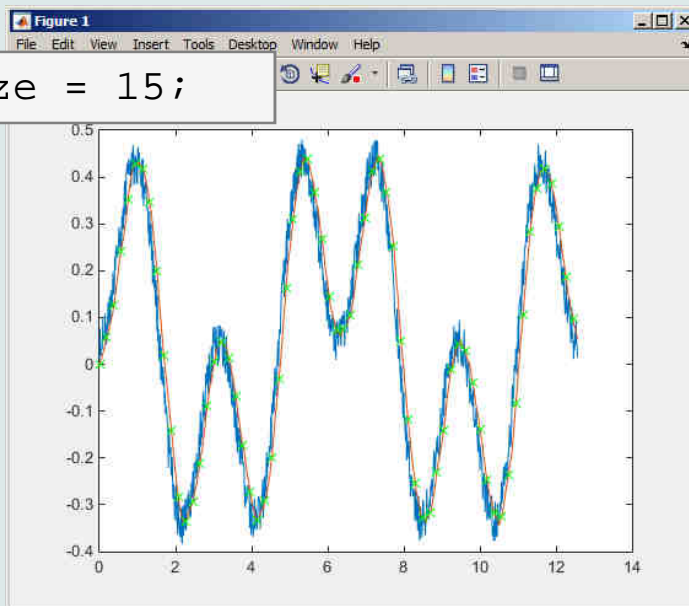 Figure 1
File Edit View Insert Tools Desktop Window Help
ze = 15;
0.5
0.4
0.3
0.2
0.1
0
-0.1
-0.2
-0.3
-0.4
0 2 4 6 8 10 12 14